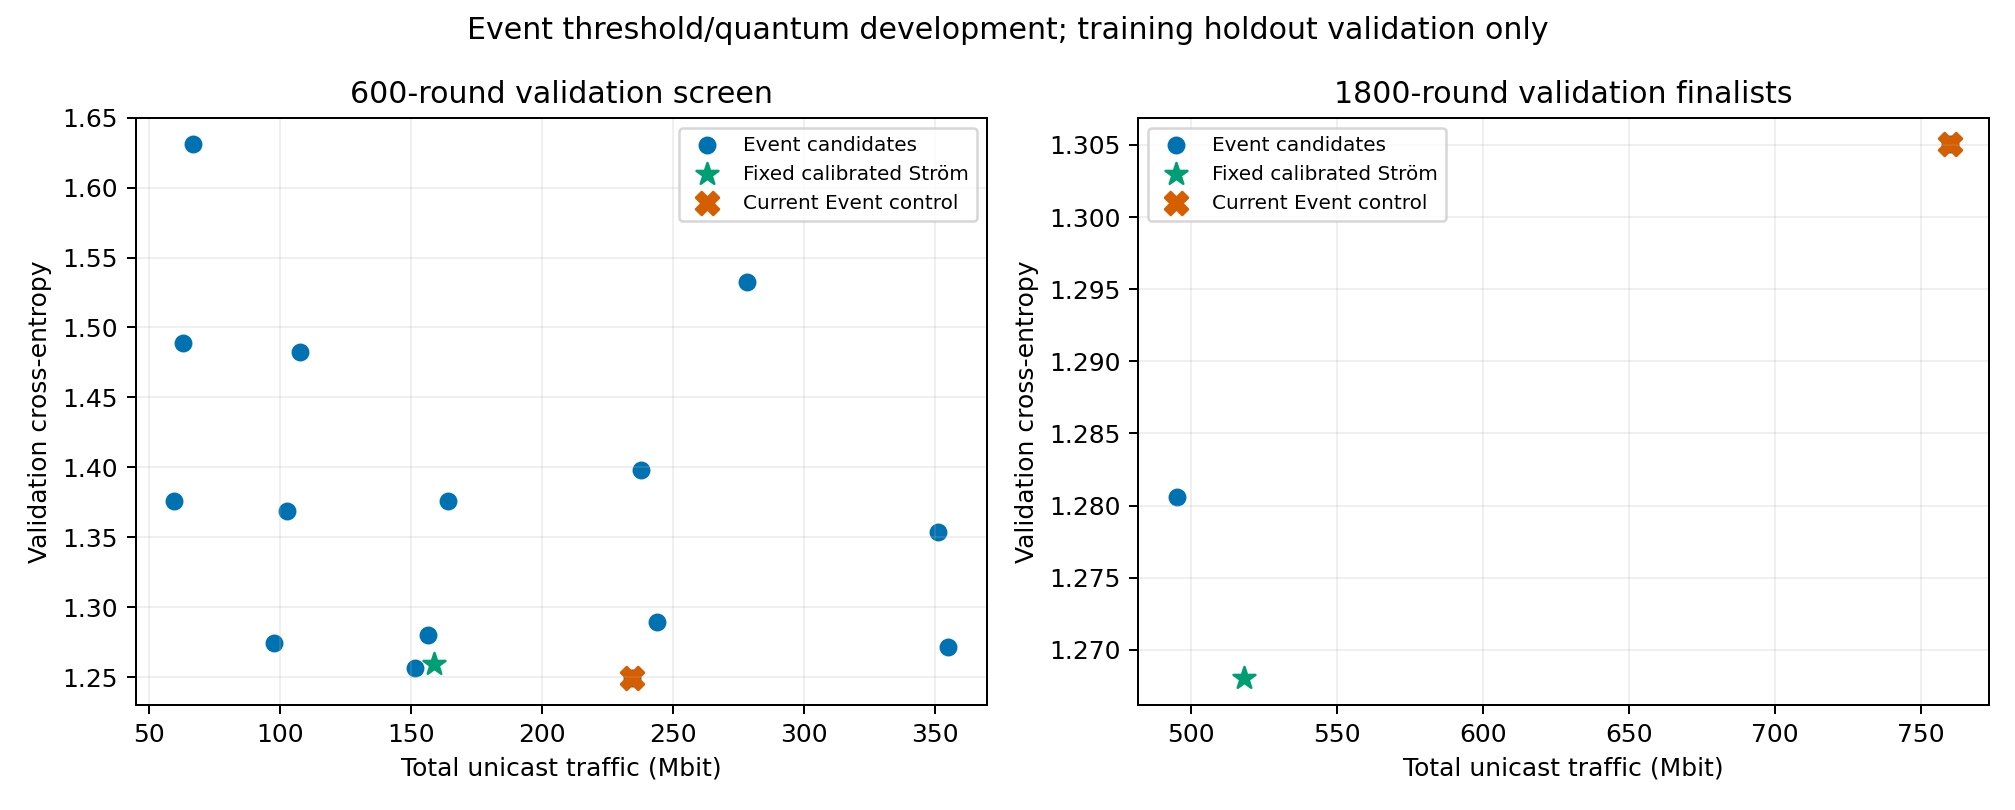 Event threshold/quantum development; training holdout validation only
600-round validation screen
Validation cross-entropy
1.65
1.60
1.55
1.50
1.45
1.40
1.35
1.30
1.25
Event candidates
Fixed calibrated Ström
Current Event control
50 100 150 200 250 300 350
Total unicast traffic (Mbit)
1800-round validation finalists
Validation cross-entropy
1.305
1.300
1.295
1.290
1.285
1.280
1.275
1.270
Event candidates
Fixed calibrated Ström
Current Event control
500 550 600 650 700 750
Total unicast traffic (Mbit)